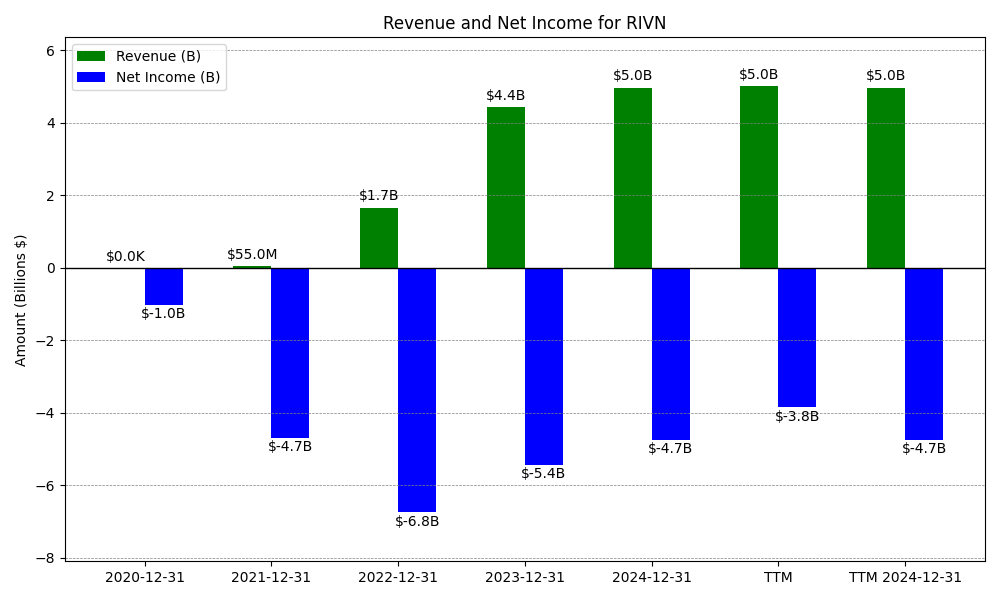 Revenue and Net Income for RIVN
Revenue (B)
Net Income (B)
Amount (Billions $)
6
4
2
0
−2
−4
−6
−8
$0.0K
$55.0M
$1.7B
$4.4B
$5.0B
$5.0B
$5.0B
$-1.0B
$-4.7B
$-6.8B
$-5.4B
$-4.7B
$-3.8B
$-4.7B
2020-12-31
2021-12-31
2022-12-31
2023-12-31
2024-12-31
TTM
TTM 2024-12-31